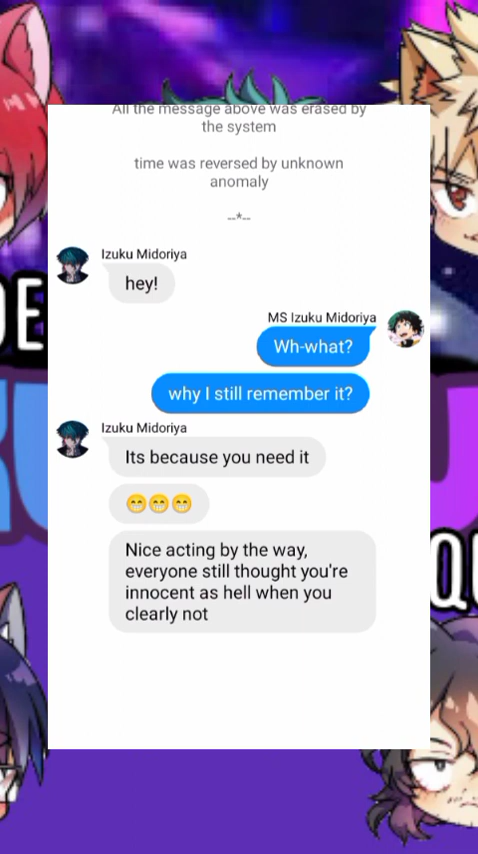 All the message above was erased by
the system
time was reversed by unknown
anomaly
--*--
Izuku Midoriya
hey!
MS Izuku Midoriya
Wh-what?
why I still remember it?
Izuku Midoriya
Its because you need it
😁😁😁
Nice acting by the way,
everyone still thought you're
innocent as hell when you
clearly not